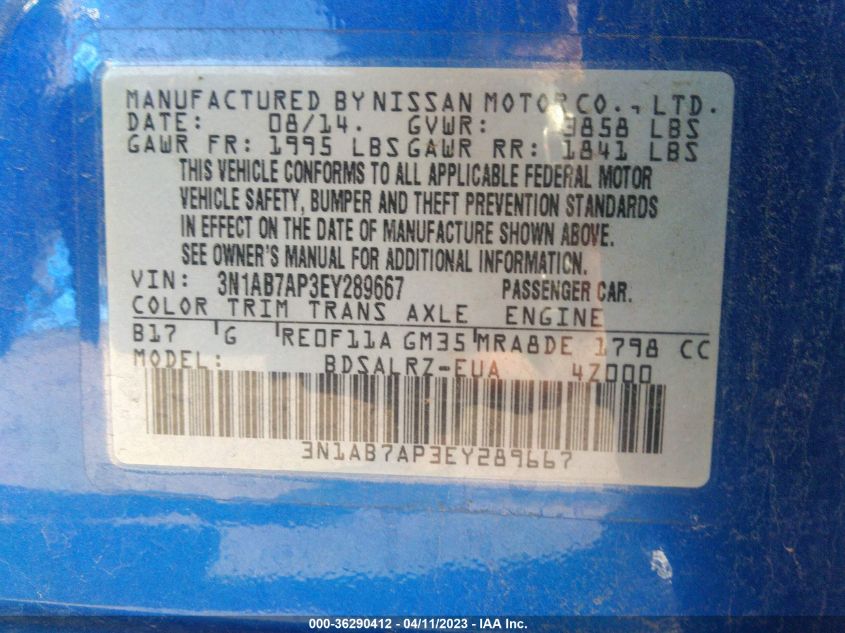 MANUFACTURED BY NISSAN MOTOR CO., LTD.
DATE: 08/14. GVWR: 3858 LBS
GAWR FR: 1995 LBS GAWR RR: 1841 LBS
THIS VEHICLE CONFORMS TO ALL APPLICABLE FEDERAL MOTOR
VEHICLE SAFETY, BUMPER AND THEFT PREVENTION STANDARDS
IN EFFECT ON THE DATE OF MANUFACTURE SHOWN ABOVE.
SEE OWNER'S MANUAL FOR ADDITIONAL INFORMATION.
VIN: 3N1AB7AP3EY289667 PASSENGER CAR.
COLOR TRIM TRANS AXLE ENGINE
B17 G RE0F11A GM35 MRA8DE 1798 CC
MODEL: BDSALRZ-EUA 4Z000
3N1AB7AP3EY289667
000-36290412 - 04/11/2023 - IAA Inc.